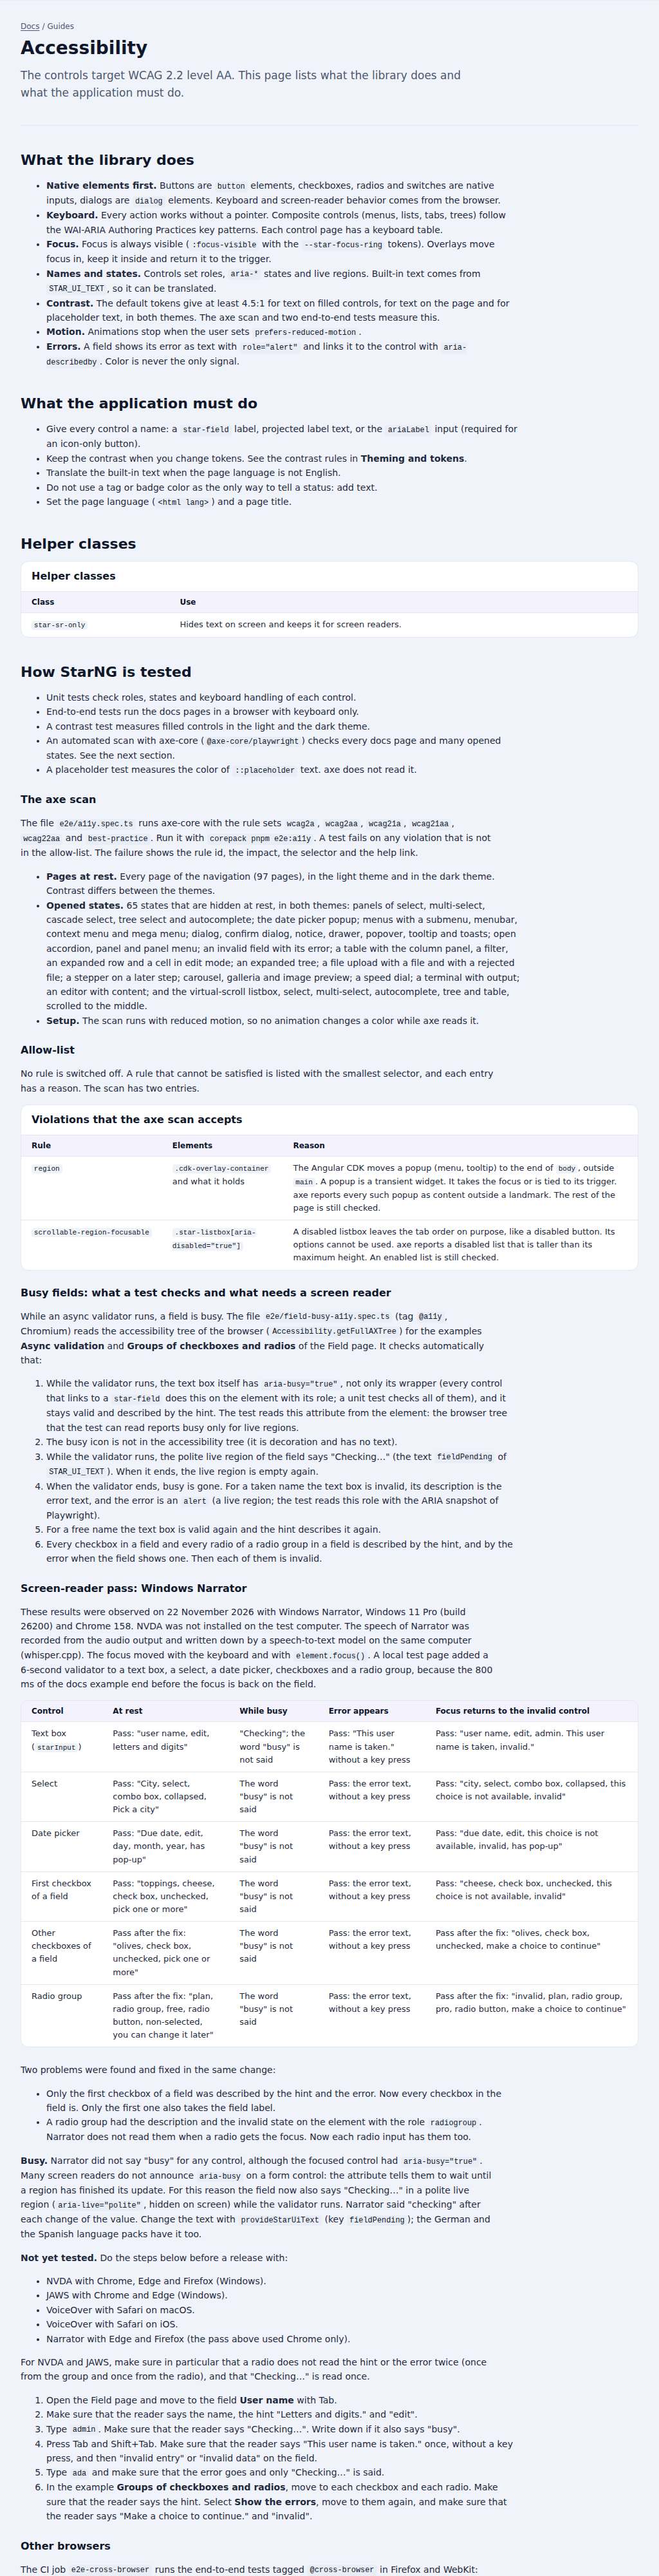 Docs / Guides
Accessibility
The controls target WCAG 2.2 level AA. This page lists what the library does and
what the application must do.
What the library does
• Native elements first. Buttons are button elements, checkboxes, radios and switches are native
inputs, dialogs are dialog elements. Keyboard and screen-reader behavior comes from the browser.
• Keyboard. Every action works without a pointer. Composite controls (menus, lists, tabs, trees) follow
the WAI-ARIA Authoring Practices key patterns. Each control page has a keyboard table.
• Focus. Focus is always visible ( :focus-visible with the --star-focus-ring tokens). Overlays move
focus in, keep it inside and return it to the trigger.
• Names and states. Controls set roles, aria-* states and live regions. Built-in text comes from
STAR_UI_TEXT , so it can be translated.
• Contrast. The default tokens give at least 4.5:1 for text on filled controls, for text on the page and for
placeholder text, in both themes. The axe scan and two end-to-end tests measure this.
• Motion. Animations stop when the user sets prefers-reduced-motion .
• Errors. A field shows its error as text with role="alert" and links it to the control with aria-
describedby . Color is never the only signal.
What the application must do
• Give every control a name: a star-field label, projected label text, or the ariaLabel input (required for
an icon-only button).
• Keep the contrast when you change tokens. See the contrast rules in Theming and tokens.
• Translate the built-in text when the page language is not English.
• Do not use a tag or badge color as the only way to tell a status: add text.
• Set the page language ( <html lang> ) and a page title.
Helper classes
Helper classes
Class Use
star-sr-only Hides text on screen and keeps it for screen readers.
How StarNG is tested
• Unit tests check roles, states and keyboard handling of each control.
• End-to-end tests run the docs pages in a browser with keyboard only.
• A contrast test measures filled controls in the light and the dark theme.
• An automated scan with axe-core ( @axe-core/playwright ) checks every docs page and many opened
states. See the next section.
• A placeholder test measures the color of ::placeholder text. axe does not read it.
The axe scan
The file e2e/a11y.spec.ts runs axe-core with the rule sets wcag2a , wcag2aa , wcag21a , wcag21aa ,
wcag22aa and best-practice . Run it with corepack pnpm e2e:a11y . A test fails on any violation that is not
in the allow-list. The failure shows the rule id, the impact, the selector and the help link.
• Pages at rest. Every page of the navigation (97 pages), in the light theme and in the dark theme.
Contrast differs between the themes.
• Opened states. 65 states that are hidden at rest, in both themes: panels of select, multi-select,
cascade select, tree select and autocomplete; the date picker popup; menus with a submenu, menubar,
context menu and mega menu; dialog, confirm dialog, notice, drawer, popover, tooltip and toasts; open
accordion, panel and panel menu; an invalid field with its error; a table with the column panel, a filter,
an expanded row and a cell in edit mode; an expanded tree; a file upload with a file and with a rejected
file; a stepper on a later step; carousel, galleria and image preview; a speed dial; a terminal with output;
an editor with content; and the virtual-scroll listbox, select, multi-select, autocomplete, tree and table,
scrolled to the middle.
• Setup. The scan runs with reduced motion, so no animation changes a color while axe reads it.
Allow-list
No rule is switched off. A rule that cannot be satisfied is listed with the smallest selector, and each entry
has a reason. The scan has two entries.
Violations that the axe scan accepts
Rule Elements Reason
region .cdk-overlay-container and what it holds The Angular CDK moves a popup (menu, tooltip) to the end of body , outside
main . A popup is a transient widget. It takes the focus or is tied to its trigger.
axe reports every such popup as content outside a landmark. The rest of the
page is still checked.
scrollable-region-focusable .star-listbox[aria-disabled="true"] A disabled listbox leaves the tab order on purpose, like a disabled button. Its
options cannot be used. axe reports a disabled list that is taller than its
maximum height. An enabled list is still checked.
Busy fields: what a test checks and what needs a screen reader
While an async validator runs, a field is busy. The file e2e/field-busy-a11y.spec.ts (tag @a11y ,
Chromium) reads the accessibility tree of the browser ( Accessibility.getFullAXTree ) for the examples
Async validation and Groups of checkboxes and radios of the Field page. It checks automatically
that:
1. While the validator runs, the text box itself has aria-busy="true" , not only its wrapper (every control
that links to a star-field does this on the element with its role; a unit test checks all of them), and it
stays valid and described by the hint. The test reads this attribute from the element: the browser tree
that the test can read reports busy only for live regions.
2. The busy icon is not in the accessibility tree (it is decoration and has no text).
3. While the validator runs, the polite live region of the field says "Checking…" (the text fieldPending of
STAR_UI_TEXT ). When it ends, the live region is empty again.
4. When the validator ends, busy is gone. For a taken name the text box is invalid, its description is the
error text, and the error is an alert (a live region; the test reads this role with the ARIA snapshot of
Playwright).
5. For a free name the text box is valid again and the hint describes it again.
6. Every checkbox in a field and every radio of a radio group in a field is described by the hint, and by the
error when the field shows one. Then each of them is invalid.
Screen-reader pass: Windows Narrator
These results were observed on 22 November 2026 with Windows Narrator, Windows 11 Pro (build
26200) and Chrome 158. NVDA was not installed on the test computer. The speech of Narrator was
recorded from the audio output and written down by a speech-to-text model on the same computer
(whisper.cpp). The focus moved with the keyboard and with element.focus() . A local test page added a
6-second validator to a text box, a select, a date picker, checkboxes and a radio group, because the 800
ms of the docs example end before the focus is back on the field.
Control At rest While busy Error appears Focus returns to the invalid control
Text box ( starInput ) Pass: "user name, edit, letters and digits" "Checking"; the word "busy" is not said Pass: "This user name is taken." without a key press Pass: "user name, edit, admin. This user name is taken, invalid."
Select Pass: "City, select, combo box, collapsed, Pick a city" The word "busy" is not said Pass: the error text, without a key press Pass: "city, select, combo box, collapsed, this choice is not available, invalid"
Date picker Pass: "Due date, edit, day, month, year, has pop-up" The word "busy" is not said Pass: the error text, without a key press Pass: "due date, edit, this choice is not available, invalid, has pop-up"
First checkbox of a field Pass: "toppings, cheese, check box, unchecked, pick one or more" The word "busy" is not said Pass: the error text, without a key press Pass: "cheese, check box, unchecked, this choice is not available, invalid"
Other checkboxes of a field Pass after the fix: "olives, check box, unchecked, pick one or more" The word "busy" is not said Pass: the error text, without a key press Pass after the fix: "olives, check box, unchecked, make a choice to continue"
Radio group Pass after the fix: "plan, radio group, free, radio button, non-selected, you can change it later" The word "busy" is not said Pass: the error text, without a key press Pass after the fix: "invalid, plan, radio group, pro, radio button, make a choice to continue"
Two problems were found and fixed in the same change:
• Only the first checkbox of a field was described by the hint and the error. Now every checkbox in the
field is. Only the first one also takes the field label.
• A radio group had the description and the invalid state on the element with the role radiogroup .
Narrator does not read them when a radio gets the focus. Now each radio input has them too.
Busy. Narrator did not say "busy" for any control, although the focused control had aria-busy="true" .
Many screen readers do not announce aria-busy on a form control: the attribute tells them to wait until
a region has finished its update. For this reason the field now also says "Checking…" in a polite live
region ( aria-live="polite" , hidden on screen) while the validator runs. Narrator said "checking" after
each change of the value. Change the text with provideStarUiText (key fieldPending ); the German and
the Spanish language packs have it too.
Not yet tested. Do the steps below before a release with:
• NVDA with Chrome, Edge and Firefox (Windows).
• JAWS with Chrome and Edge (Windows).
• VoiceOver with Safari on macOS.
• VoiceOver with Safari on iOS.
• Narrator with Edge and Firefox (the pass above used Chrome only).
For NVDA and JAWS, make sure in particular that a radio does not read the hint or the error twice (once
from the group and once from the radio), and that "Checking…" is read once.
1. Open the Field page and move to the field User name with Tab.
2. Make sure that the reader says the name, the hint "Letters and digits." and "edit".
3. Type admin . Make sure that the reader says "Checking…". Write down if it also says "busy".
4. Press Tab and Shift+Tab. Make sure that the reader says "This user name is taken." once, without a key
press, and then "invalid entry" or "invalid data" on the field.
5. Type ada and make sure that the error goes and only "Checking…" is said.
6. In the example Groups of checkboxes and radios, move to each checkbox and each radio. Make
sure that the reader says the hint. Select Show the errors, move to them again, and make sure that
the reader says "Make a choice to continue." and "invalid".
Other browsers
The CI job e2e-cross-browser runs the end-to-end tests tagged @cross-browser in Firefox and WebKit: